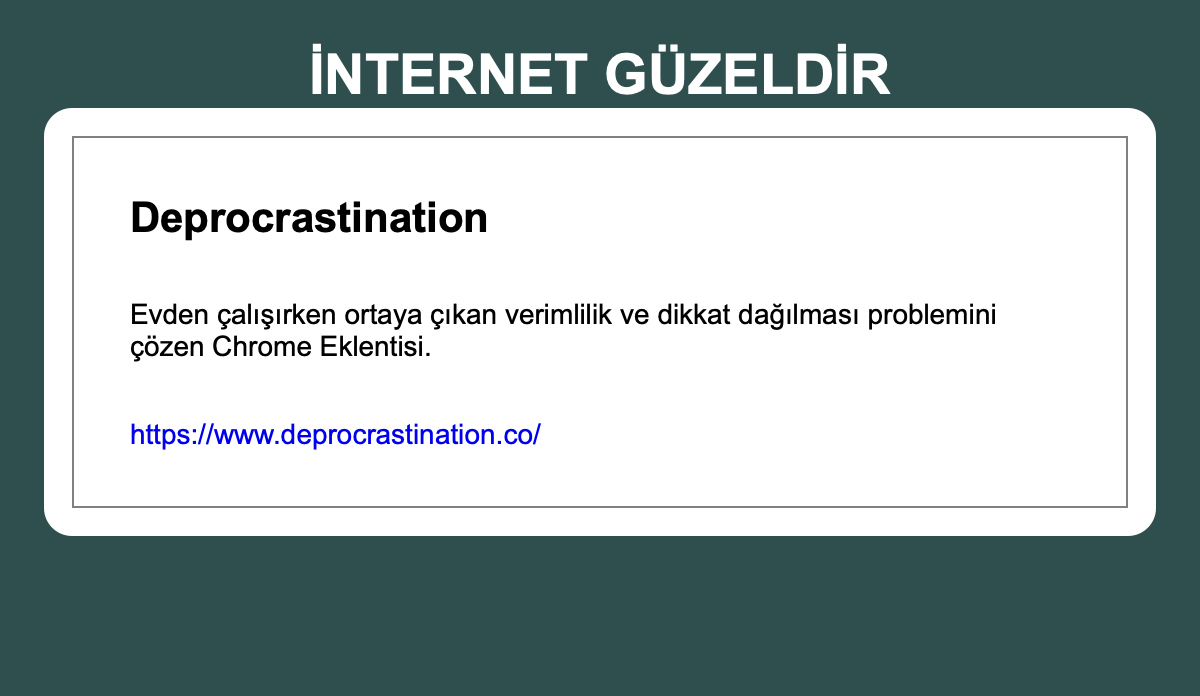 İNTERNET GÜZELDİR
Deprocrastination
Evden çalışırken ortaya çıkan verimlilik ve dikkat dağılması problemini
çözen Chrome Eklentisi.
https://www.deprocrastination.co/